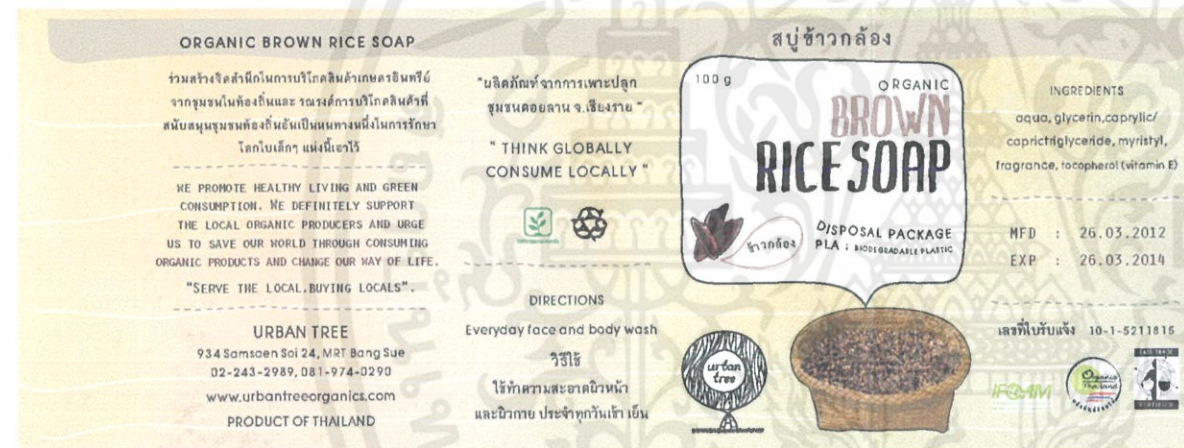 ORGANIC BROWN RICE SOAP
ร่วมสร้างจิตสำนึกในการบริโภคสินค้าเกษตรอินทรีย์
จากชุมชนในท้องถิ่นและ รณรงค์การบริโภคสินค้าที่
สนับสนุนชุมชนท้องถิ่นอันเป็นหนทางหนึ่งในการรักษา
โลกใบเล็กๆ แห่งนี้เอาไว้
WE PROMOTE HEALTHY LIVING AND GREEN
CONSUMPTION. WE DEFINITELY SUPPORT
THE LOCAL ORGANIC PRODUCERS AND URGE
US TO SAVE OUR WORLD THROUGH CONSUMING
ORGANIC PRODUCTS AND CHANGE OUR WAY OF LIFE.
"SERVE THE LOCAL,BUYING LOCALS".
URBAN TREE
934 Samsaen Soi 24, MRT Bang Sue
02-243-2989, 081-974-0290
www.urbantreeorganics.com
PRODUCT OF THAILAND
"ผลิตภัณฑ์จากการเพาะปลูก
ชุมชนดอยลาน จ.เชียงราย "
" THINK GLOBALLY
CONSUME LOCALLY "
DIRECTIONS
Everyday face and body wash
วิธีใช้
ใช้ทำความสะอาดผิวหน้า
และผิวกาย ประจำทุกวันเช้า เย็น
สบู่ข้าวกล้อง
100 g
ORGANIC
BROWN
RICE SOAP
ข้าวกล้อง
DISPOSAL PACKAGE
PLA : BIODEGRADABLE PLASTIC
urban
tree
INGREDIENTS
aqua, glycerin,caprylic/
caprictriglyceride, myristyl,
fragrance, tocopherol (vitamin E)
MFD : 26.03.2012
EXP : 26.03.2014
เลขที่ใบรับแจ้ง 10-1-5211815
IFOAM
Organic
Thailand
FAIR TRADE